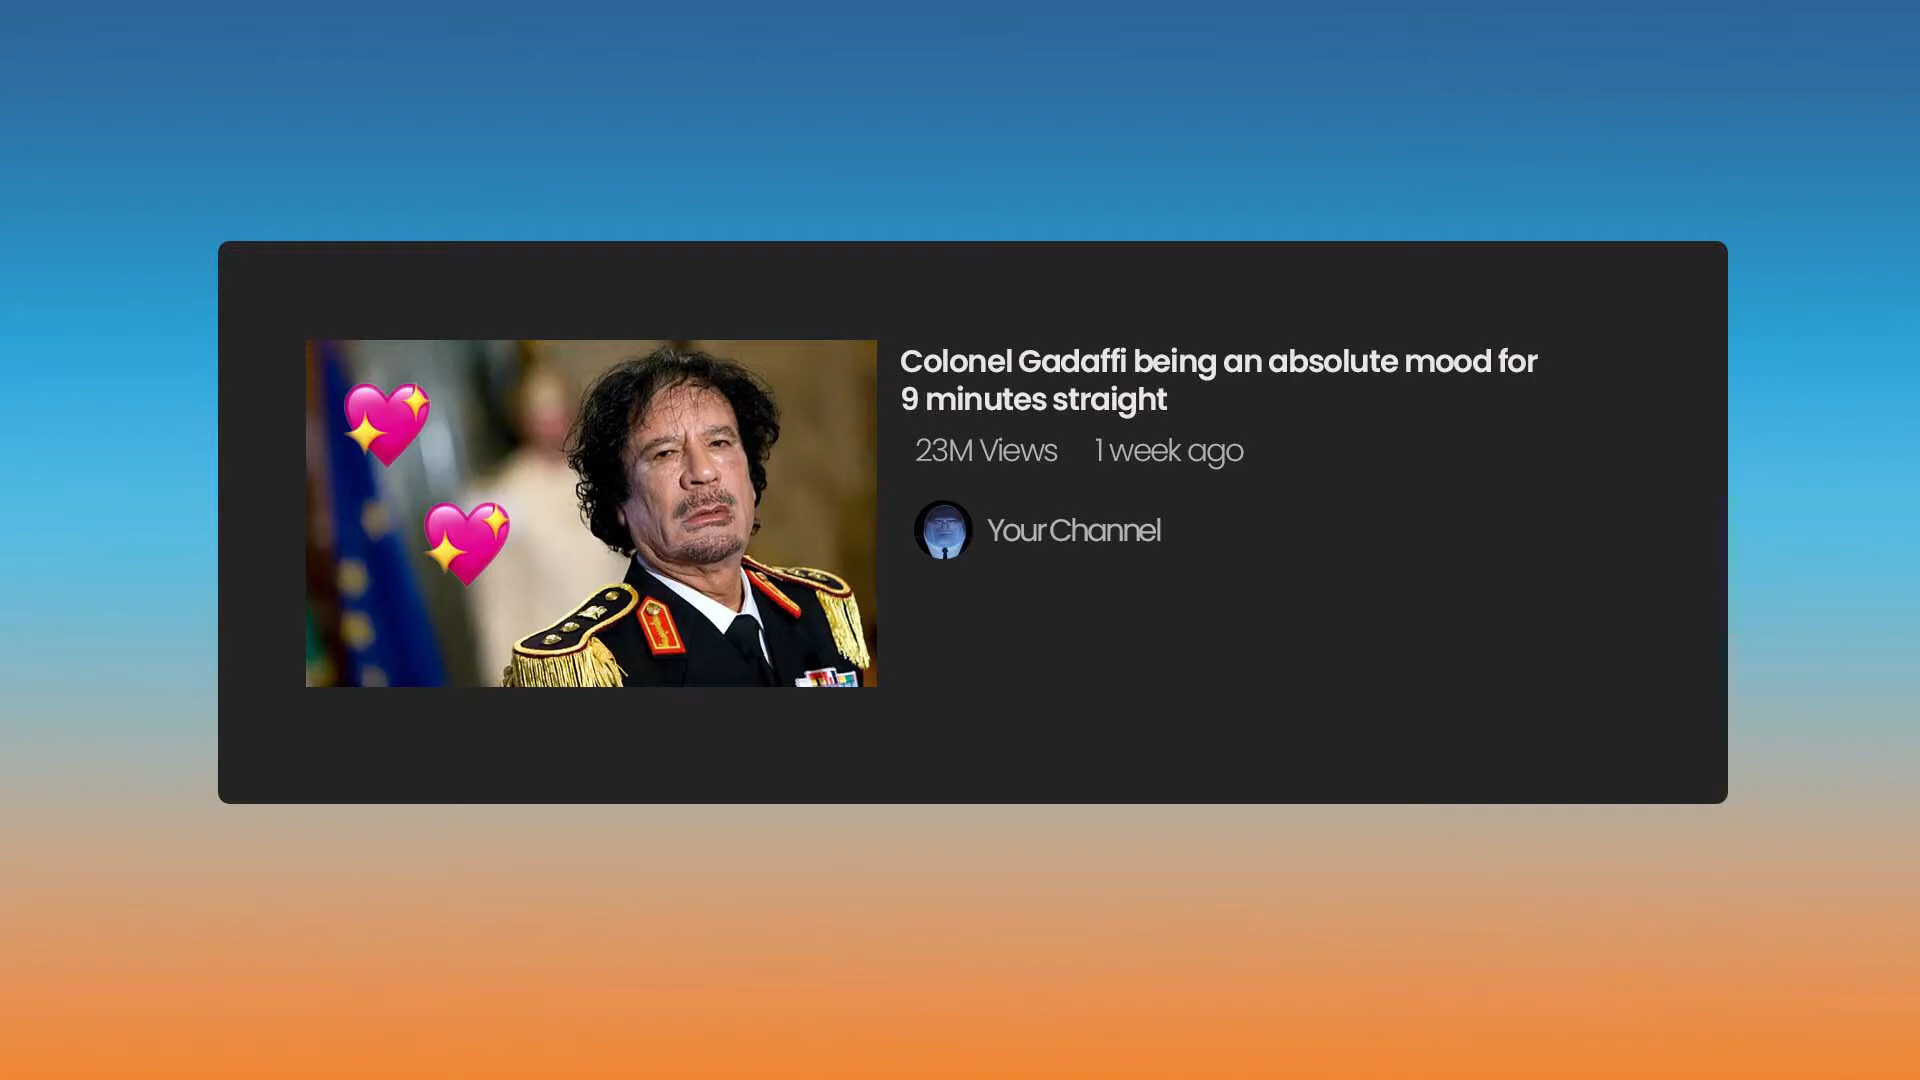 Colonel Gadaffi being an absolute mood for
9 minutes straight
23M Views 1 week ago
Your Channel